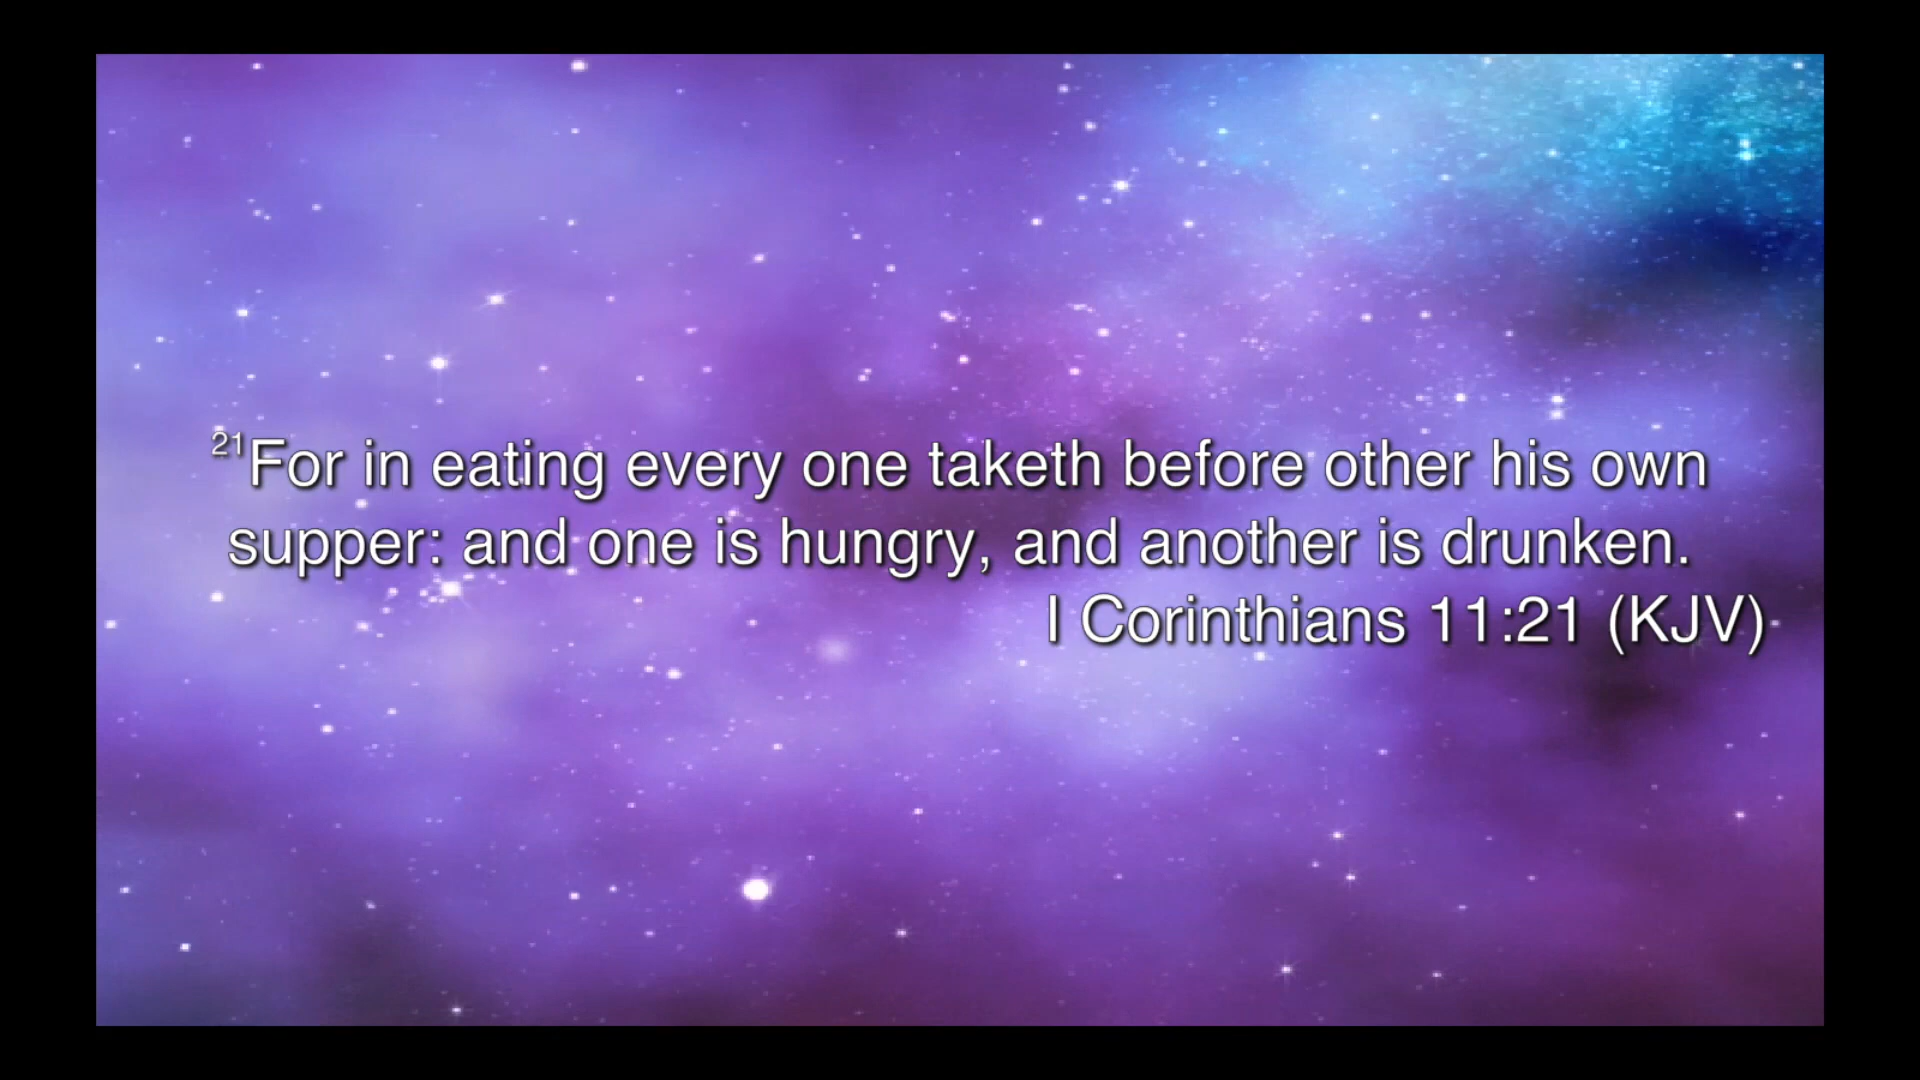 21For in eating every one taketh before other his own
supper: and one is hungry, and another is drunken.
I Corinthians 11:21 (KJV)